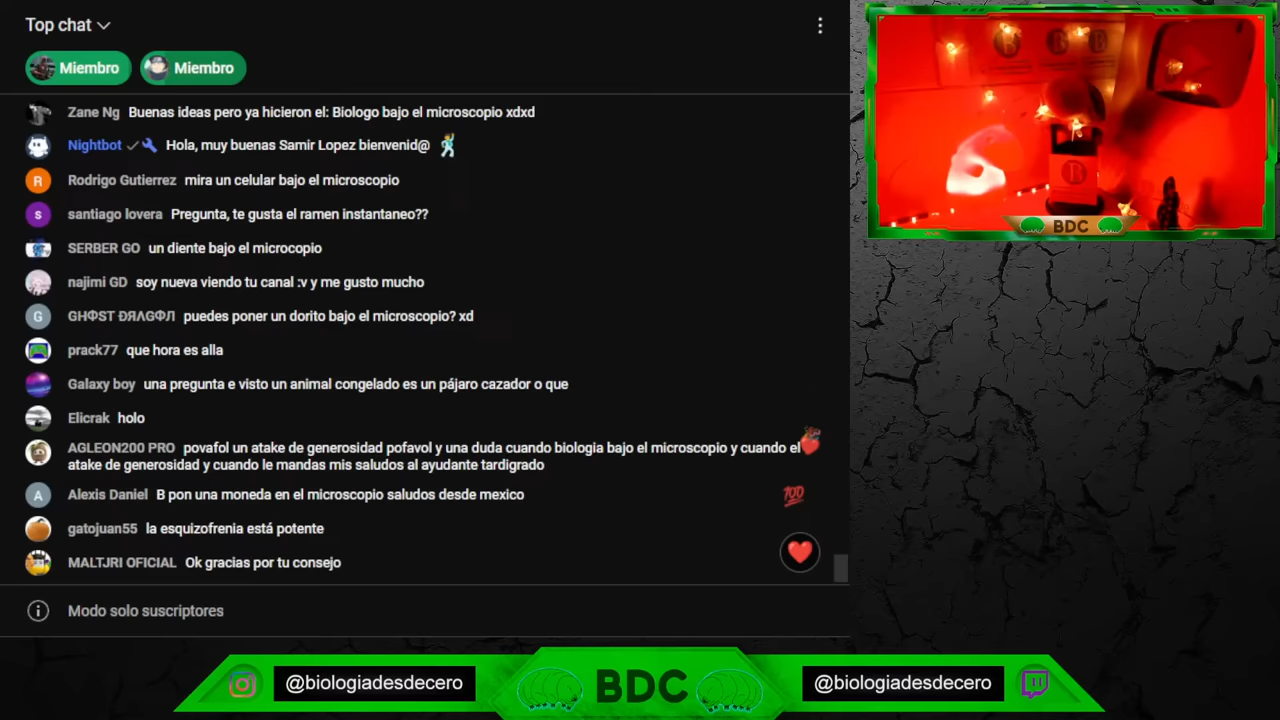 Top chat
Miembro Miembro
Zane Ng Buenas ideas pero ya hicieron el: Biologo bajo el microscopio xdxd
Nightbot Hola, muy buenas Samir Lopez bienvenid@
R Rodrigo Gutierrez mira un celular bajo el microscopio
s santiago lovera Pregunta, te gusta el ramen instantaneo??
SERBER GO un diente bajo el microcopio
najimi GD soy nueva viendo tu canal :v y me gusto mucho
G GHФST ĐЯΛGФЛ puedes poner un dorito bajo el microscopio? xd
prack77 que hora es alla
Galaxy boy una pregunta e visto un animal congelado es un pájaro cazador o que
Elicrak holo
AGLEON200 PRO povafol un atake de generosidad pofavol y una duda cuando biologia bajo el microscopio y cuando el
atake de generosidad y cuando le mandas mis saludos al ayudante tardigrado
A Alexis Daniel B pon una moneda en el microscopio saludos desde mexico
100
gatojuan55 la esquizofrenia está potente
MALTJRI OFICIAL Ok gracias por tu consejo
Modo solo suscriptores
B B B
B
BDC
@biologiadesdecero
BDC
@biologiadesdecero